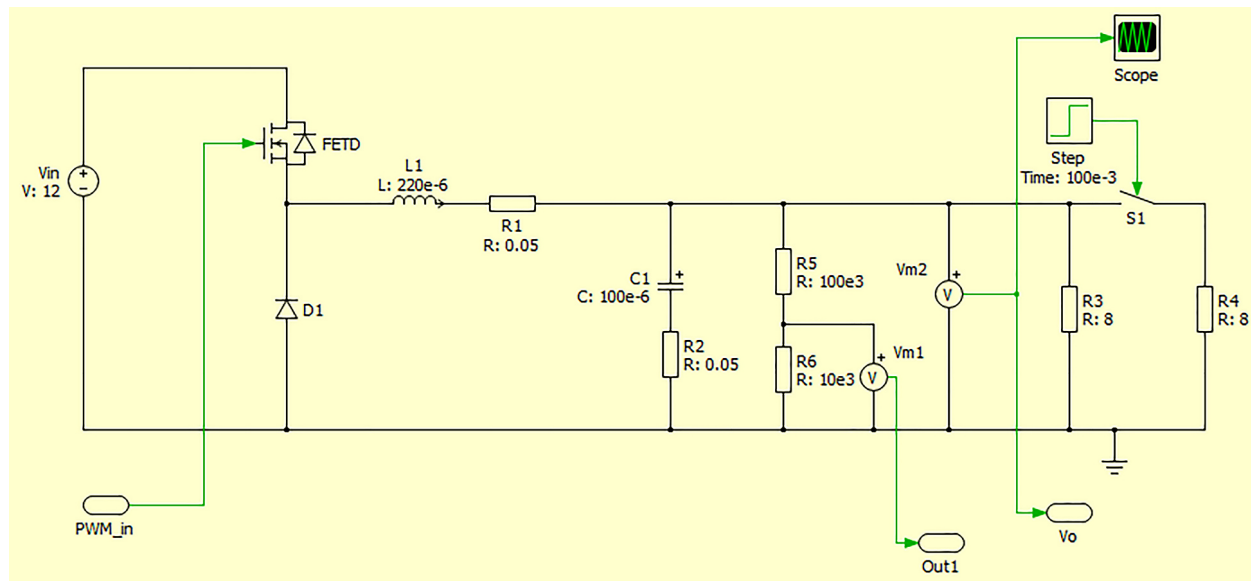 Scope
Step
Time: 100e-3
FETD
Vin
V: 12
L1
L: 220e-6
R1
R: 0.05
S1
C1
C: 100e-6
+
R5
R: 100e3
Vm2
+
V
R3
R: 8
R4
R: 8
D1
R2
R: 0.05
R6
R: 10e3
Vm1
+
V
PWM_in
Vo
Out1